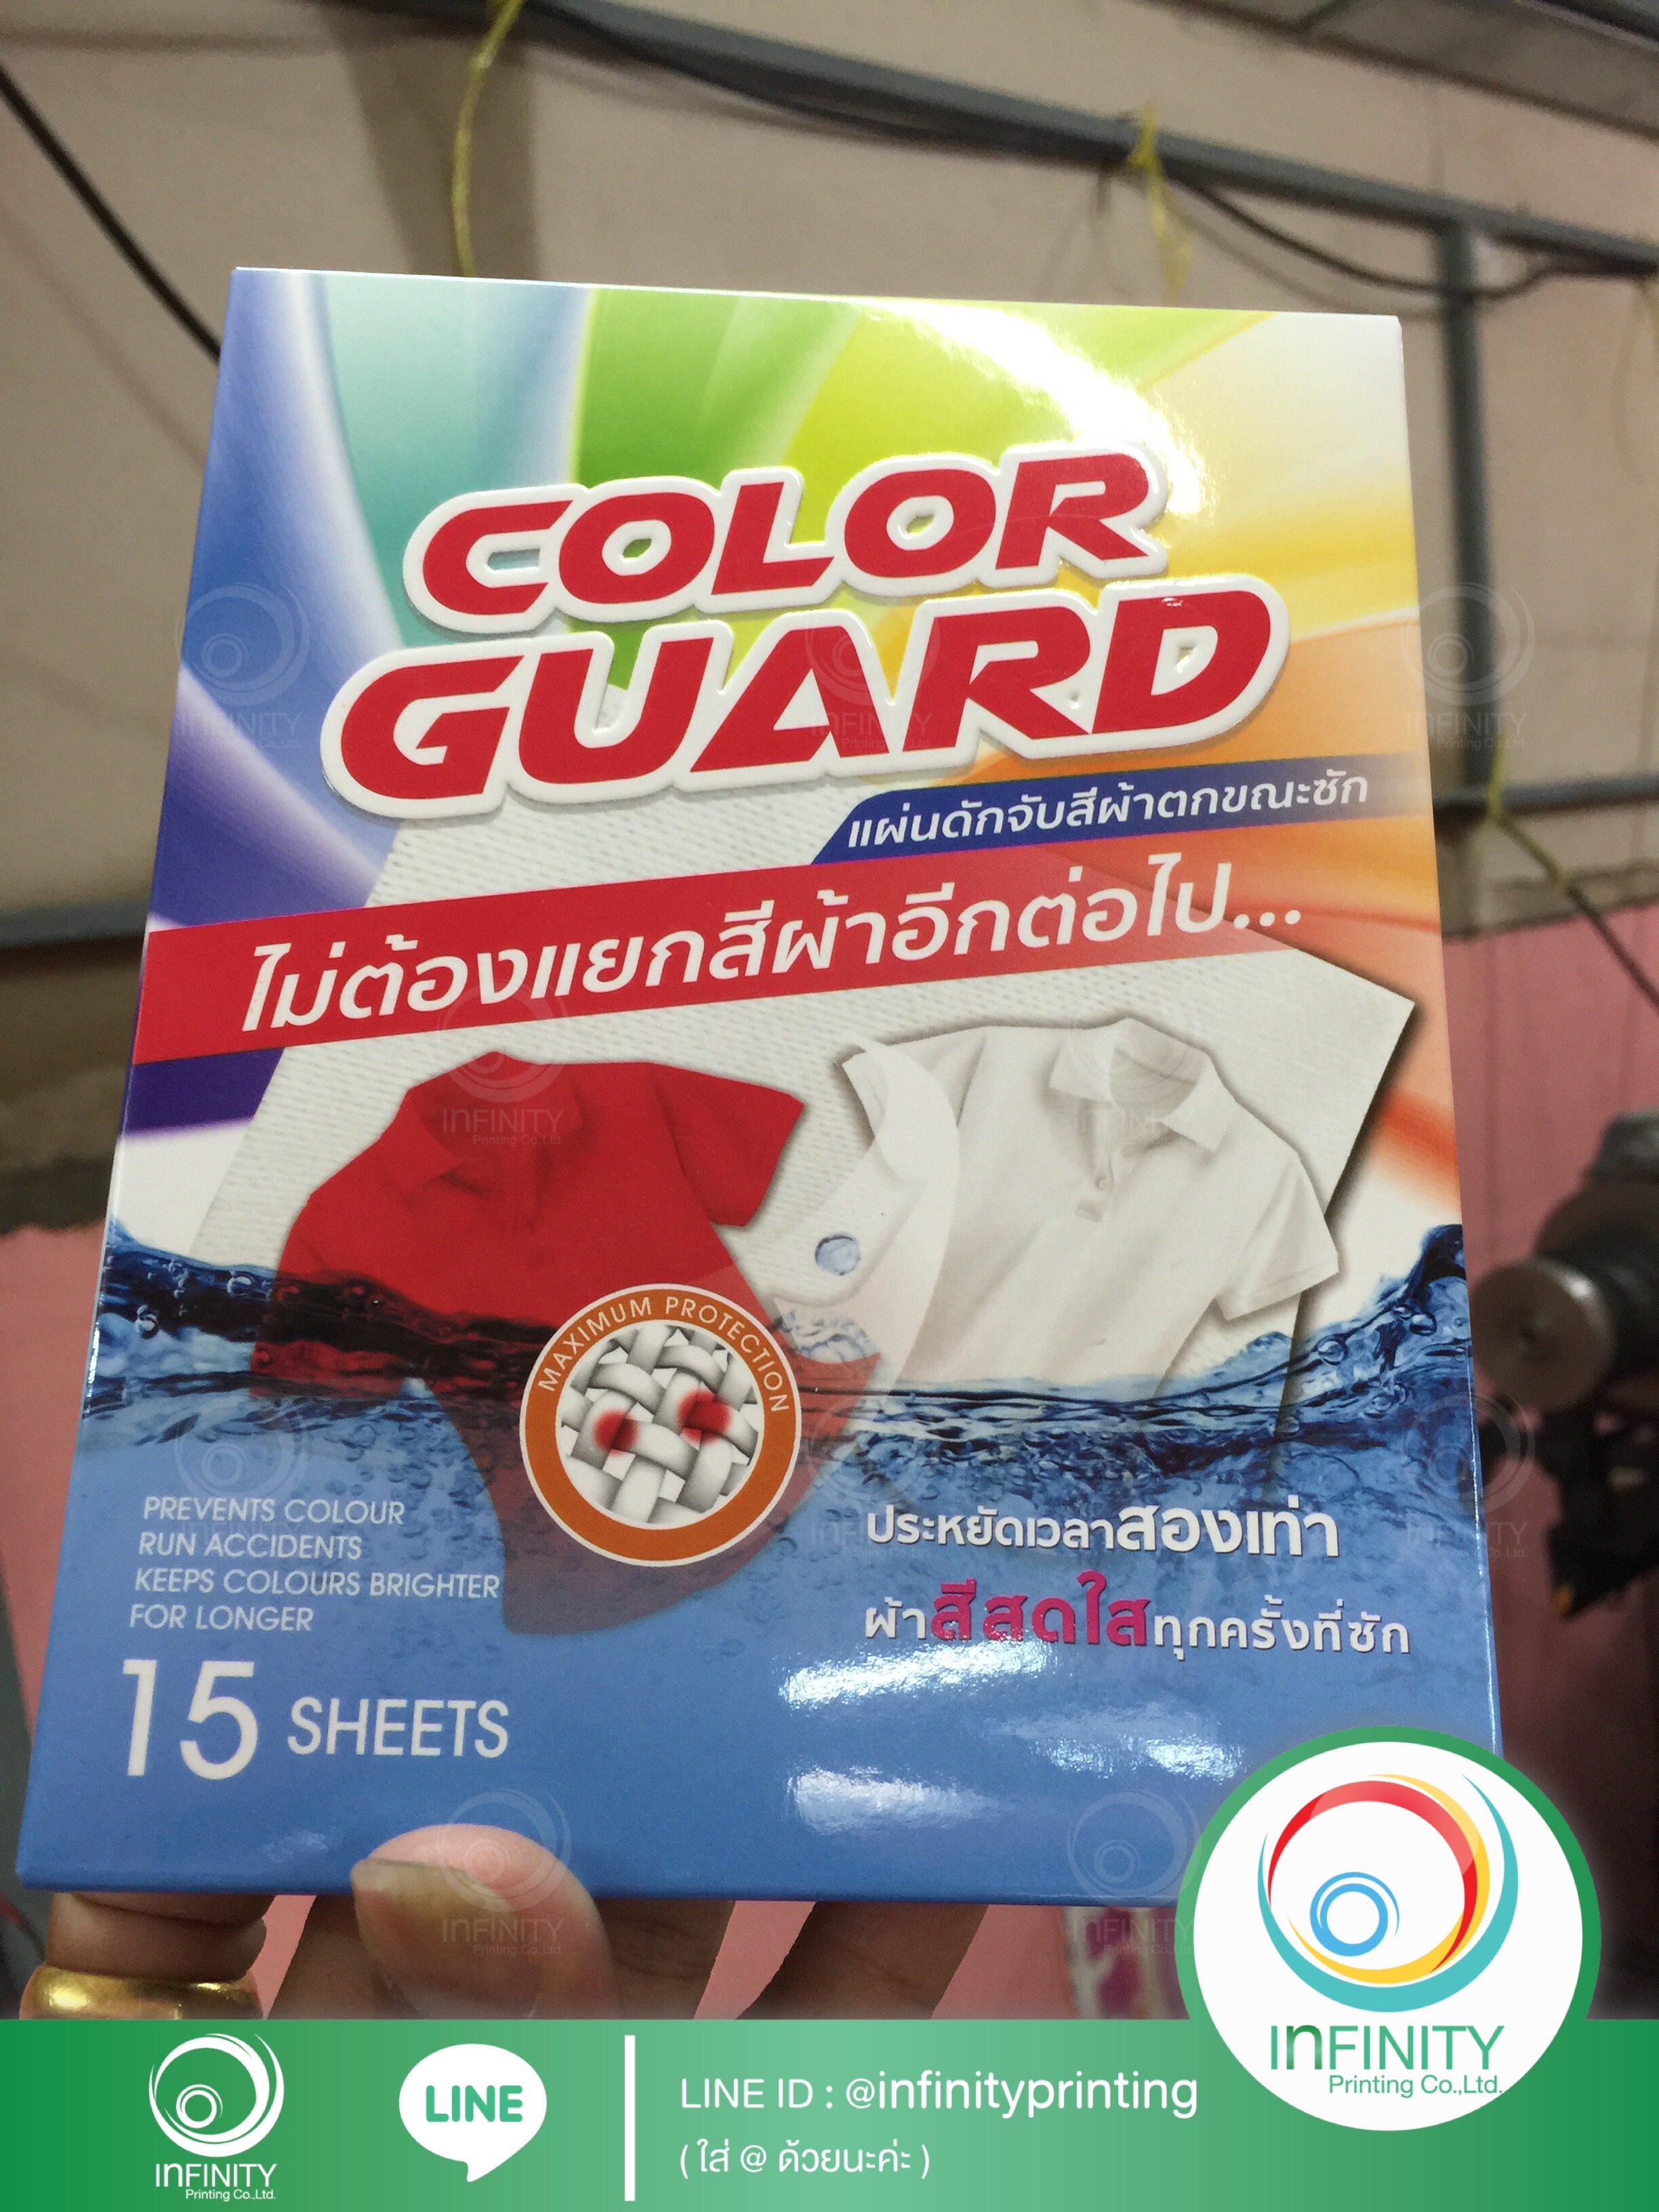 COLOR
GUARD
แผ่นดักจับสีผ้าตกขณะซัก
ไม่ต้องแยกสีผ้าอีกต่อไป...
MAXIMUM PROTECTION
PREVENTS COLOUR
RUN ACCIDENTS
KEEPS COLOURS BRIGHTER
FOR LONGER
15 SHEETS
ประหยัดเวลาสองเท่า
ผ้าสีสดใสทุกครั้งที่ซัก
INFINITY
Printing Co.,Ltd.
INFINITY
Printing Co.,Ltd.
LINE
LINE ID : @infinityprinting
( ใส่ @ ด้วยนะค่ะ )